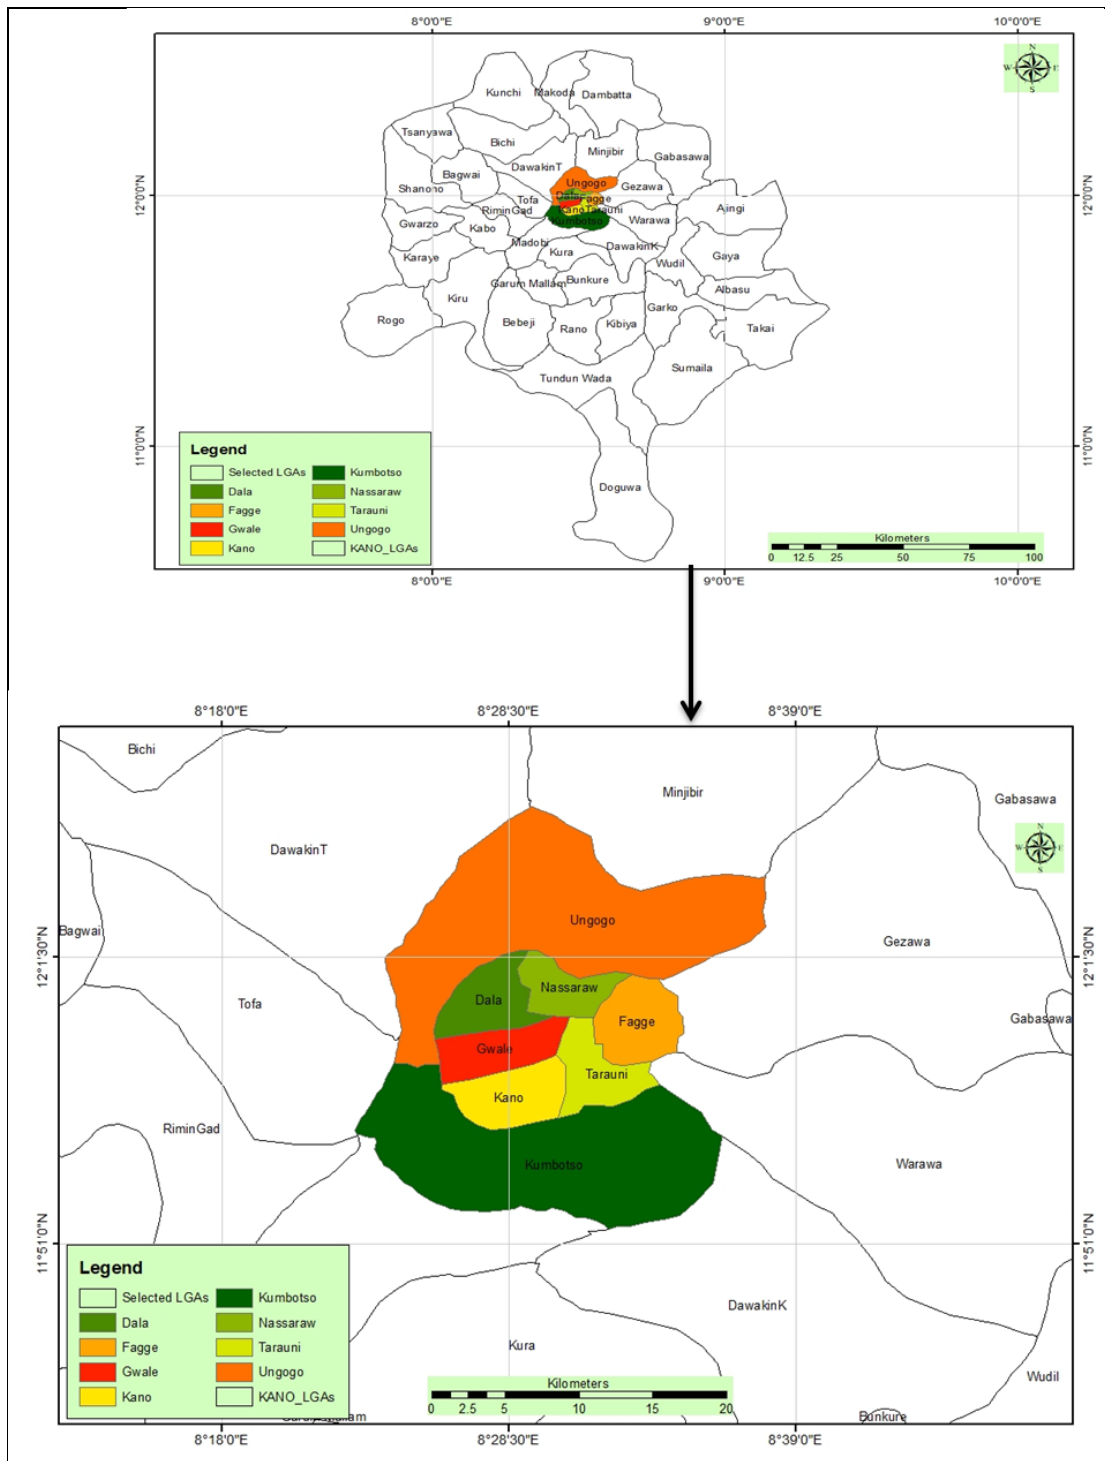 8°0'0"E 9°0'0"E 10°0'0"E
N
W E
S
Kunchi Makoda Dambatta
Tsanyawa
Bichi
Minjibir
Gabasawa
DawakinT
Bagwai
Ungogo
Gezawa
Shanono
12°0'0"N
12°0'0"N
Tofa
Dala
Fagge
RiminGad
Kano
Tarauni
Ajingi
Gwarzo
Kabo
Kumbotso
Warawa
Madobi
Kura
DawakinK
Karaye
Wudil
Gaya
Garum Mallam
Bunkure
Albasu
Kiru
Garko
Rogo
Bebeji
Rano
Kibiya
Takai
Sumaila
Tundun Wada
11°0'0"N
11°0'0"N
Doguwa
Legend
Selected LGAs Kumbotso
Dala Nassaraw
Fagge Tarauni
Gwale Ungogo
Kano KANO_LGAs
Kilometers
0 12.5 25 50 75 100
8°0'0"E 9°0'0"E 10°0'0"E
8°18'0"E 8°28'30"E 8°39'0"E
Bichi
Minjibir
Gabasawa
N
W E
S
DawakinT
Ungogo
Bagwai
Gezawa
12°1'30"N
12°1'30"N
Nassaraw
Dala
Tofa
Fagge
Gabasawa
Gwale
Tarauni
Kano
RiminGad
Kumbotso
Warawa
11°51'0"N
11°51'0"N
DawakinK
Kura
Wudil
Legend
Selected LGAs Kumbotso
Dala Nassaraw
Fagge Tarauni
Gwale Ungogo
Kano KANO_LGAs
Kilometers
0 2.5 5 10 15 20
Bunkure
8°18'0"E 8°28'30"E 8°39'0"E